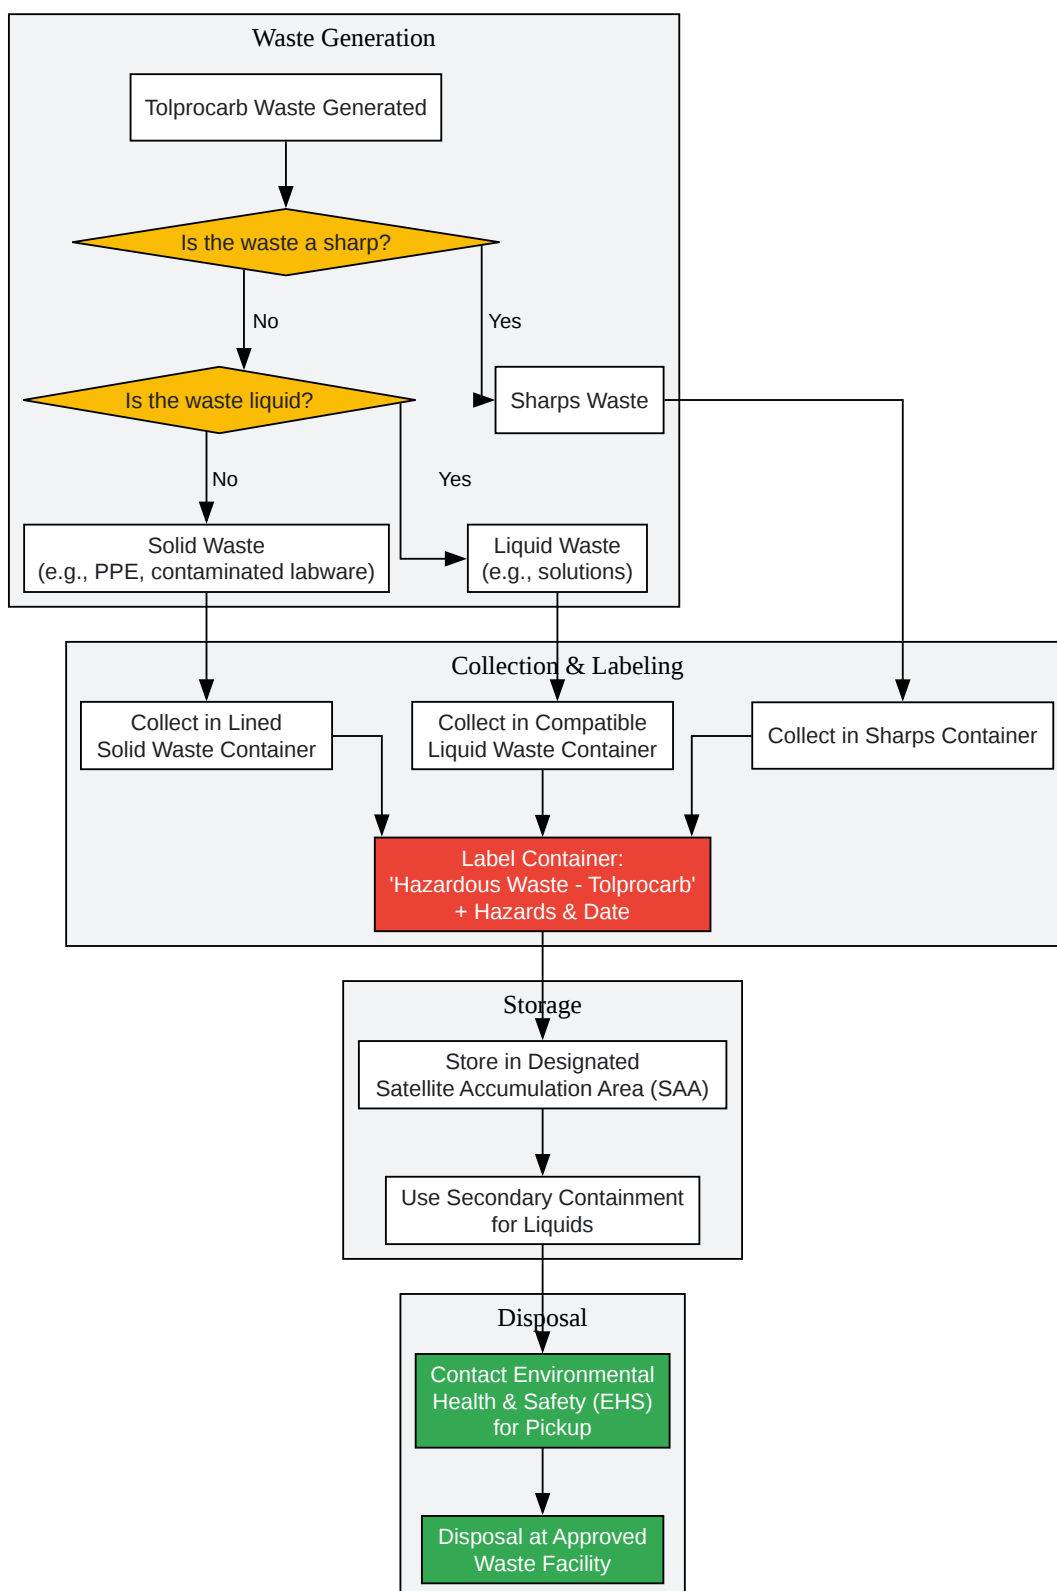 Waste Generation
Tolprocarb Waste Generated
Is the waste a sharp?
No
Yes
Is the waste liquid?
Sharps Waste
No
Yes
Solid Waste
(e.g., PPE, contaminated labware)
Liquid Waste
(e.g., solutions)
Collection & Labeling
Collect in Lined
Solid Waste Container
Collect in Compatible
Liquid Waste Container
Collect in Sharps Container
Label Container:
'Hazardous Waste - Tolprocarb'
+ Hazards & Date
Storage
Store in Designated
Satellite Accumulation Area (SAA)
Use Secondary Containment
for Liquids
Disposal
Contact Environmental
Health & Safety (EHS)
for Pickup
Disposal at Approved
Waste Facility